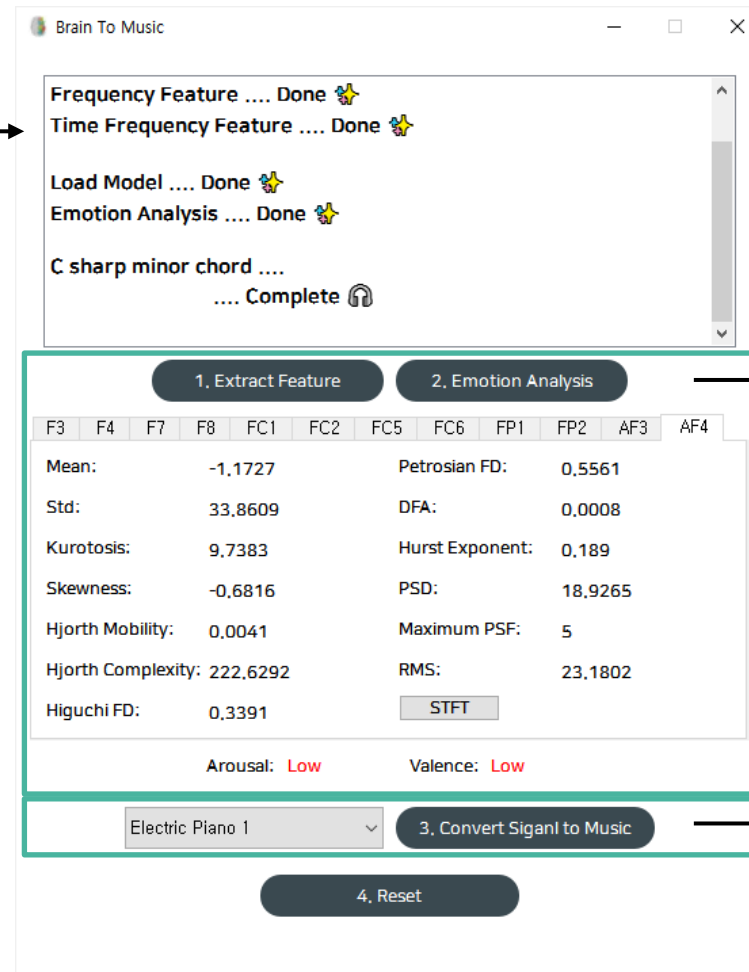 Brain To Music
Frequency Feature .... Done
Time Frequency Feature .... Done
Load Model .... Done
Emotion Analysis .... Done
C sharp minor chord ....
.... Complete
1. Extract Feature 2. Emotion Analysis
F3 F4 F7 F8 FC1 FC2 FC5 FC6 FP1 FP2 AF3 AF4
Mean: -1.1727 Petrosian FD: 0.5561
Std: 33.8609 DFA: 0.0008
Kurotosis: 9.7383 Hurst Exponent: 0.189
Skewness: -0.6816 PSD: 18.9265
Hjorth Mobility: 0.0041 Maximum PSF: 5
Hjorth Complexity: 222.6292 RMS: 23.1802
Higuchi FD: 0.3391 STFT
Arousal: Low Valence: Low
Electric Piano 1 3. Convert Siganl to Music
4. Reset